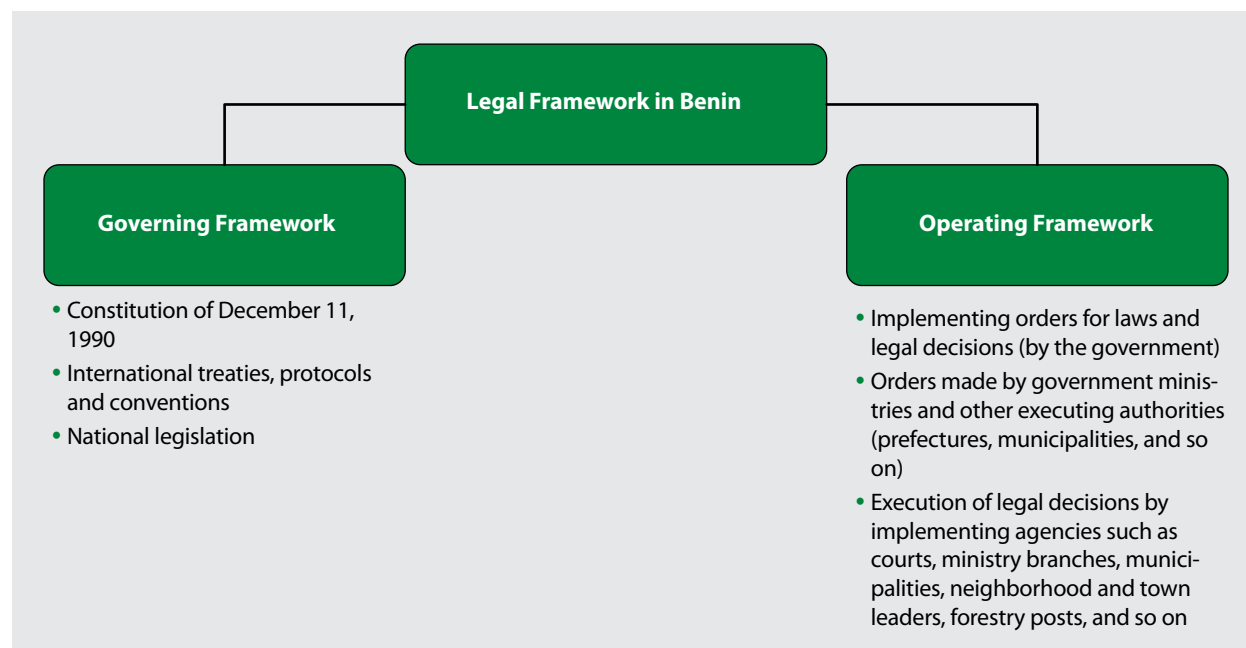 Legal Framework in Benin
Governing Framework
• Constitution of December 11,
1990
• International treaties, protocols
and conventions
• National legislation
Operating Framework
• Implementing orders for laws and
legal decisions (by the government)
• Orders made by government minis-
tries and other executing authorities
(prefectures, municipalities, and so
on)
• Execution of legal decisions by
implementing agencies such as
courts, ministry branches, munici-
palities, neighborhood and town
leaders, forestry posts, and so on